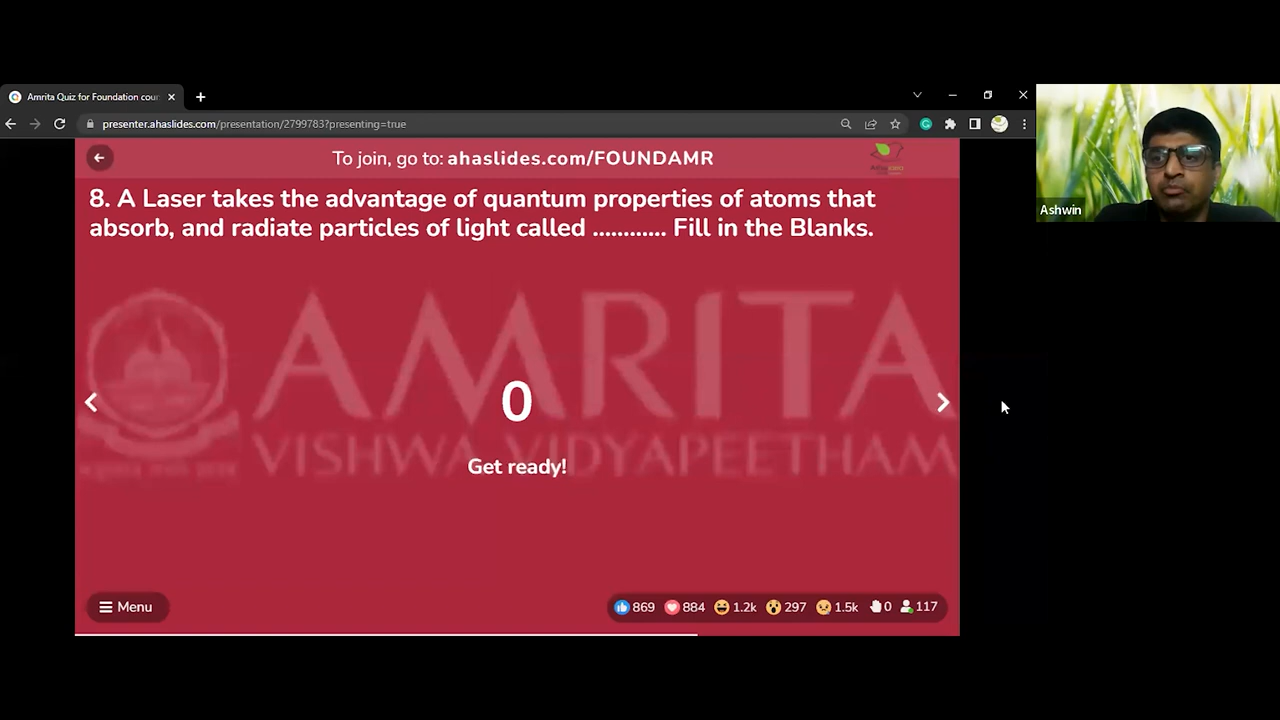 Amrita Quiz for Foundation cour
presenter.ahaslides.com/presentation/2799783?presenting=true
To join, go to: ahaslides.com/FOUNDAMR
8. A Laser takes the advantage of quantum properties of atoms that
absorb, and radiate particles of light called ............ Fill in the Blanks.
Ashwin
AMRITA
VISHWA VIDYAPEETHAM
0
Get ready!
Menu
869 884 1.2k 297 1.5k 0 117